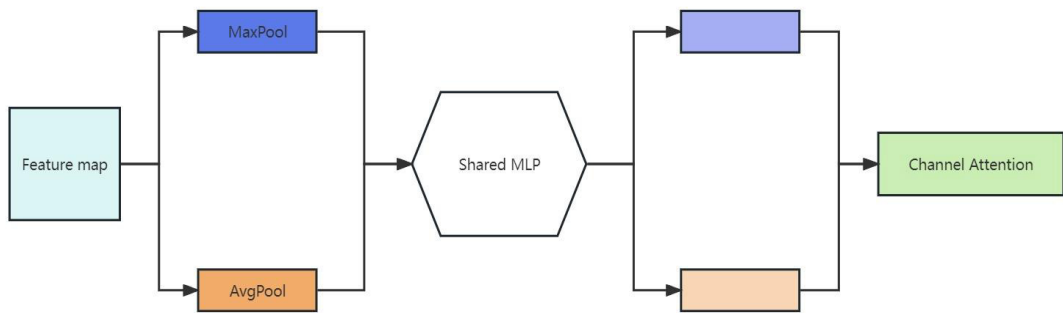 MaxPool
Feature map
Shared MLP
Channel Attention
AvgPool